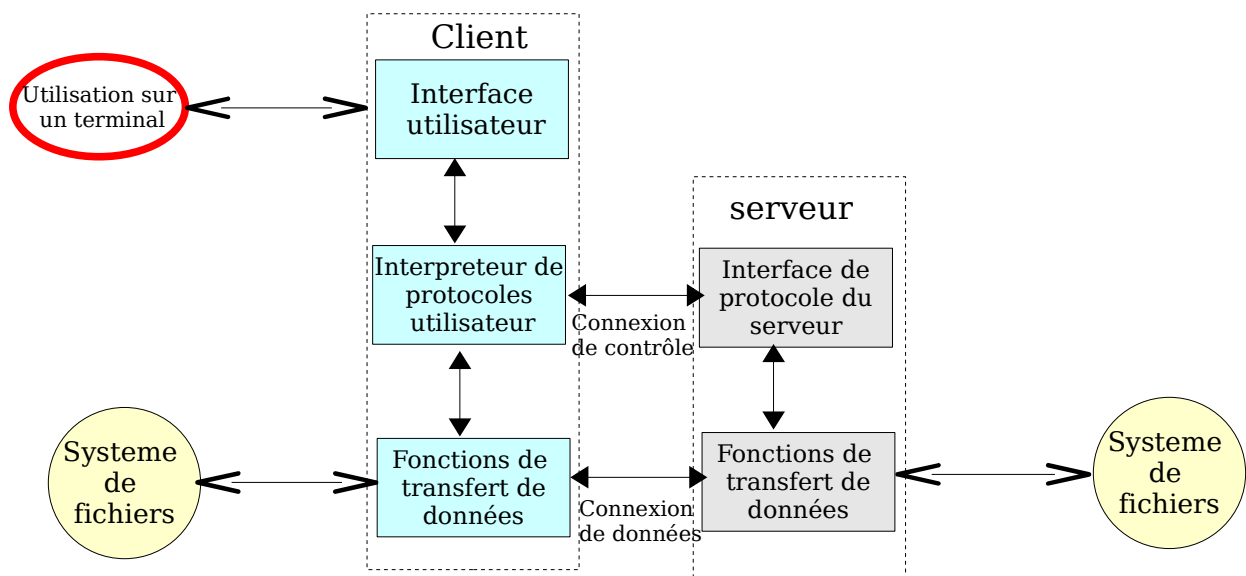 Client
Utilisation sur
un terminal
Interface
utilisateur
serveur
Interpreteur de
protocoles
utilisateur
Connexion
de contrôle
Interface de
protocole du
serveur
Systeme
de
fichiers
Fonctions de
transfert de
données
Connexion
de données
Fonctions de
transfert de
données
Systeme
de
fichiers